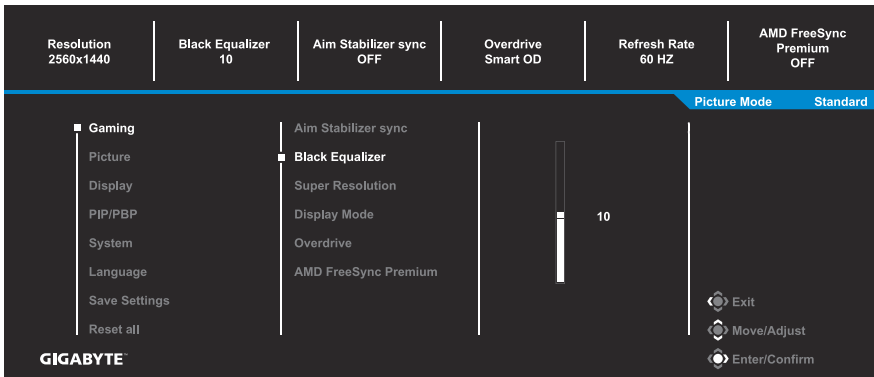 Resolution
2560x1440
Black Equalizer
10
Aim Stabilizer sync
OFF
Overdrive
Smart OD
Refresh Rate
60 HZ
AMD FreeSync
Premium
OFF
Picture Mode Standard
Gaming
Picture
Display
PIP/PBP
System
Language
Save Settings
Reset all
Aim Stabilizer sync
Black Equalizer
Super Resolution
Display Mode
Overdrive
AMD FreeSync Premium
10
Exit
Move/Adjust
Enter/Confirm
GIGABYTE™